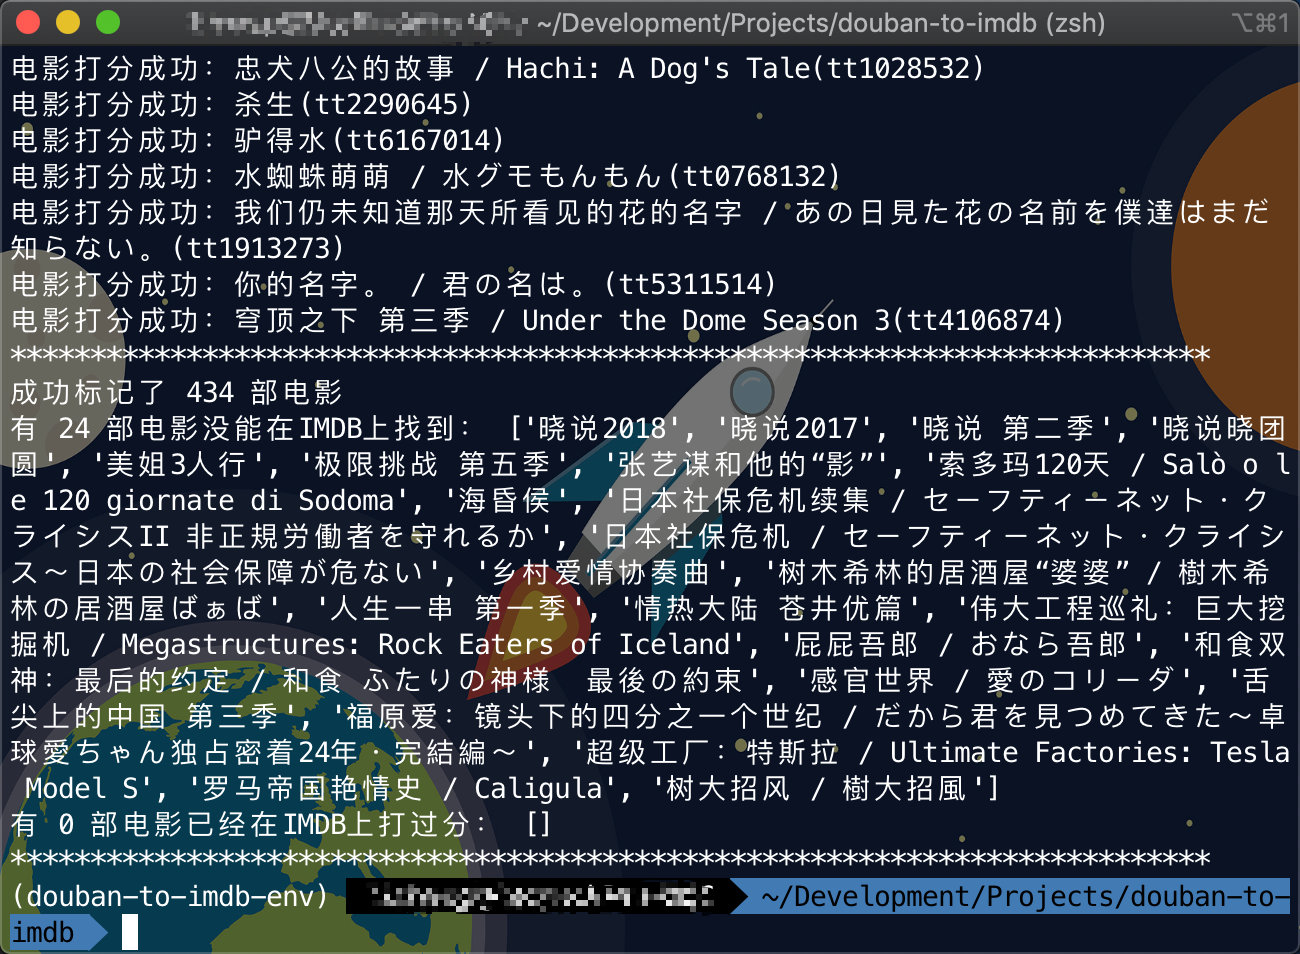 ~/Development/Projects/douban-to-imdb (zsh) ⌥⌘1
电影打分成功：忠犬八公的故事 / Hachi: A Dog's Tale(tt1028532)
电影打分成功：杀生(tt2290645)
电影打分成功：驴得水(tt6167014)
电影打分成功：水蜘蛛萌萌 / 水グモもんもん(tt0768132)
电影打分成功：我们仍未知道那天所看见的花的名字 / あの日見た花の名前を僕達はまだ
知らない。(tt1913273)
电影打分成功：你的名字。 / 君の名は。(tt5311514)
电影打分成功：穹顶之下 第三季 / Under the Dome Season 3(tt4106874)
***************************************************************************
成功标记了 434 部电影
有 24 部电影没能在IMDB上找到： ['晓说2018', '晓说2017', '晓说 第二季', '晓说晓团
圆', '美姐3人行', '极限挑战 第五季', '张艺谋和他的“影”', '索多玛120天 / Salò o l
e 120 giornate di Sodoma', '海昏侯', '日本社保危机续集 / セーフティーネット・ク
ライシスII 非正規労働者を守れるか', '日本社保危机 / セーフティーネット・クライシ
ス～日本の社会保障が危ない', '乡村爱情协奏曲', '树木希林的居酒屋“婆婆” / 樹木希
林の居酒屋ばぁば', '人生一串 第一季', '情热大陆 苍井优篇', '伟大工程巡礼：巨大挖
掘机 / Megastructures: Rock Eaters of Iceland', '屁屁吾郎 / おなら吾郎', '和食双
神：最后的约定 / 和食 ふたりの神様　最後の約束', '感官世界 / 愛のコリーダ', '舌
尖上的中国 第三季', '福原爱：镜头下的四分之一个世纪 / だから君を見つめてきた～卓
球愛ちゃん独占密着24年・完結編～', '超级工厂：特斯拉 / Ultimate Factories: Tesla
Model S', '罗马帝国艳情史 / Caligula', '树大招风 / 樹大招風']
有 0 部电影已经在IMDB上打过分： []
***************************************************************************
(douban-to-imdb-env) ~/Development/Projects/douban-to-
imdb